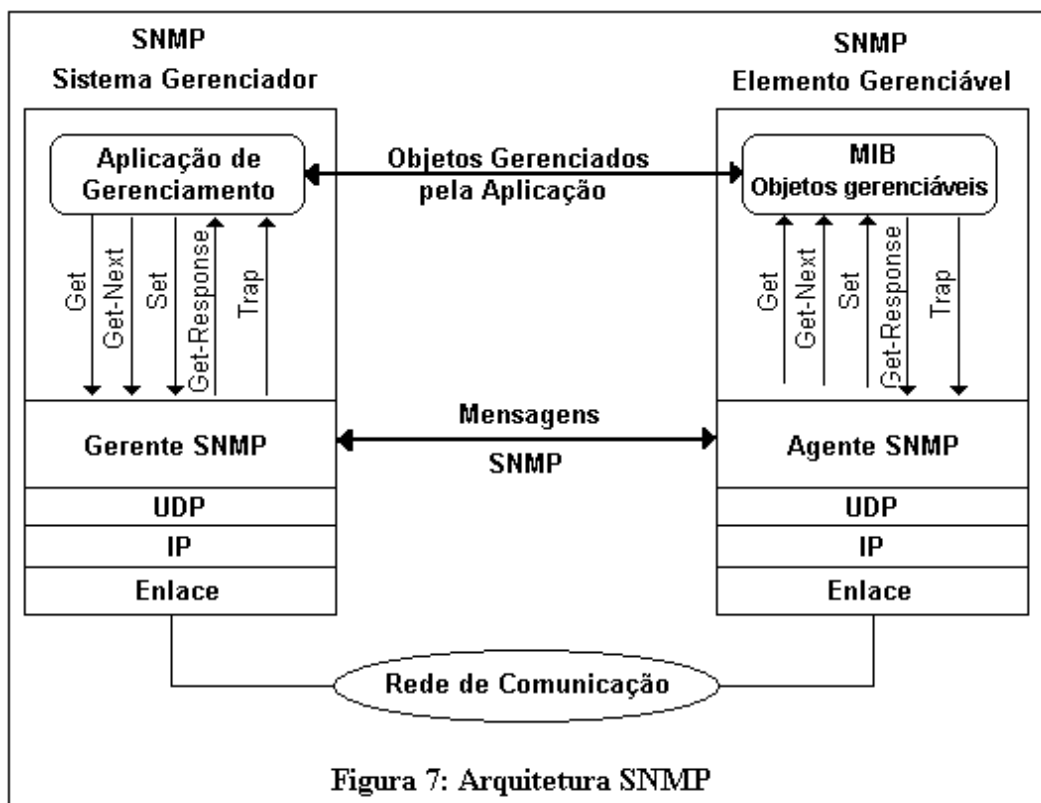 SNMP
Sistema Gerenciador
SNMP
Elemento Gerenciável
Aplicação de
Gerenciamento
Objetos Gerenciados
pela Aplicação
MIB
Objetos gerenciáveis
Get
Get-Next
Set
Get-Response
Trap
Get
Get-Next
Set
Get-Response
Trap
Gerente SNMP
Mensagens
SNMP
Agente SNMP
UDP
UDP
IP
IP
Enlace
Enlace
Rede de Comunicação
Figura 7: Arquitetura SNMP